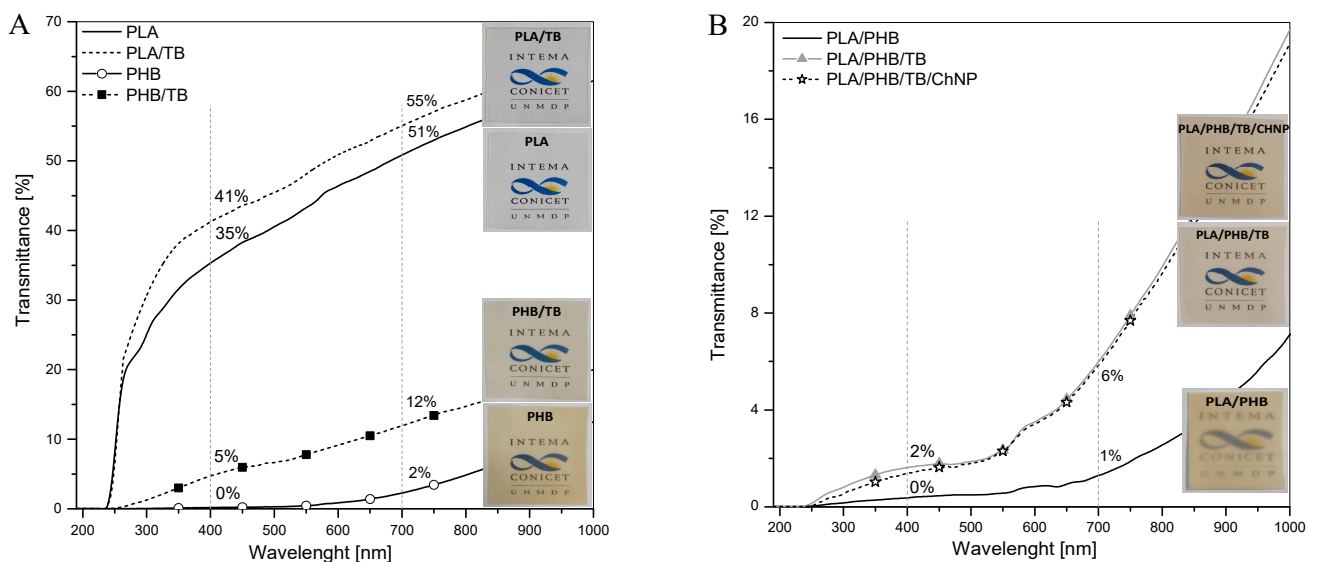 A
70
60
50
40
30
20
10
0
Transmittance [%]
PLA
PLA/TB
PHB
PHB/TB
41%
35%
55%
51%
5%
0%
12%
2%
PLA/TB
INTEMA
CONICET
UNMDP
PLA
INTEMA
CONICET
UNMDP
PHB/TB
INTEMA
CONICET
UNMDP
PHB
INTEMA
CONICET
UNMDP
200 300 400 500 600 700 800 900 1000
Wavelenght [nm]
B
20
16
12
8
4
0
Transmittance [%]
PLA/PHB
PLA/PHB/TB
PLA/PHB/TB/ChNP
2%
0%
6%
1%
PLA/PHB/TB/CHNP
INTEMA
CONICET
UNMDP
PLA/PHB/TB
INTEMA
CONICET
UNMDP
PLA/PHB
INTEMA
CONICET
UNMDP
200 300 400 500 600 700 800 900 1000
Wavelenght [nm]